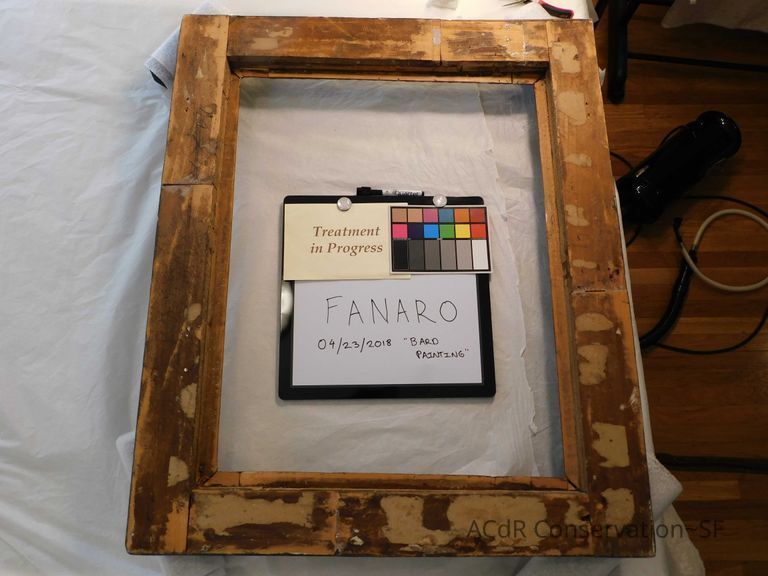 Treatment
in Progress
FANARO
04/23/2018 "BARD
PAINTING"
ACdR Conservation~SF